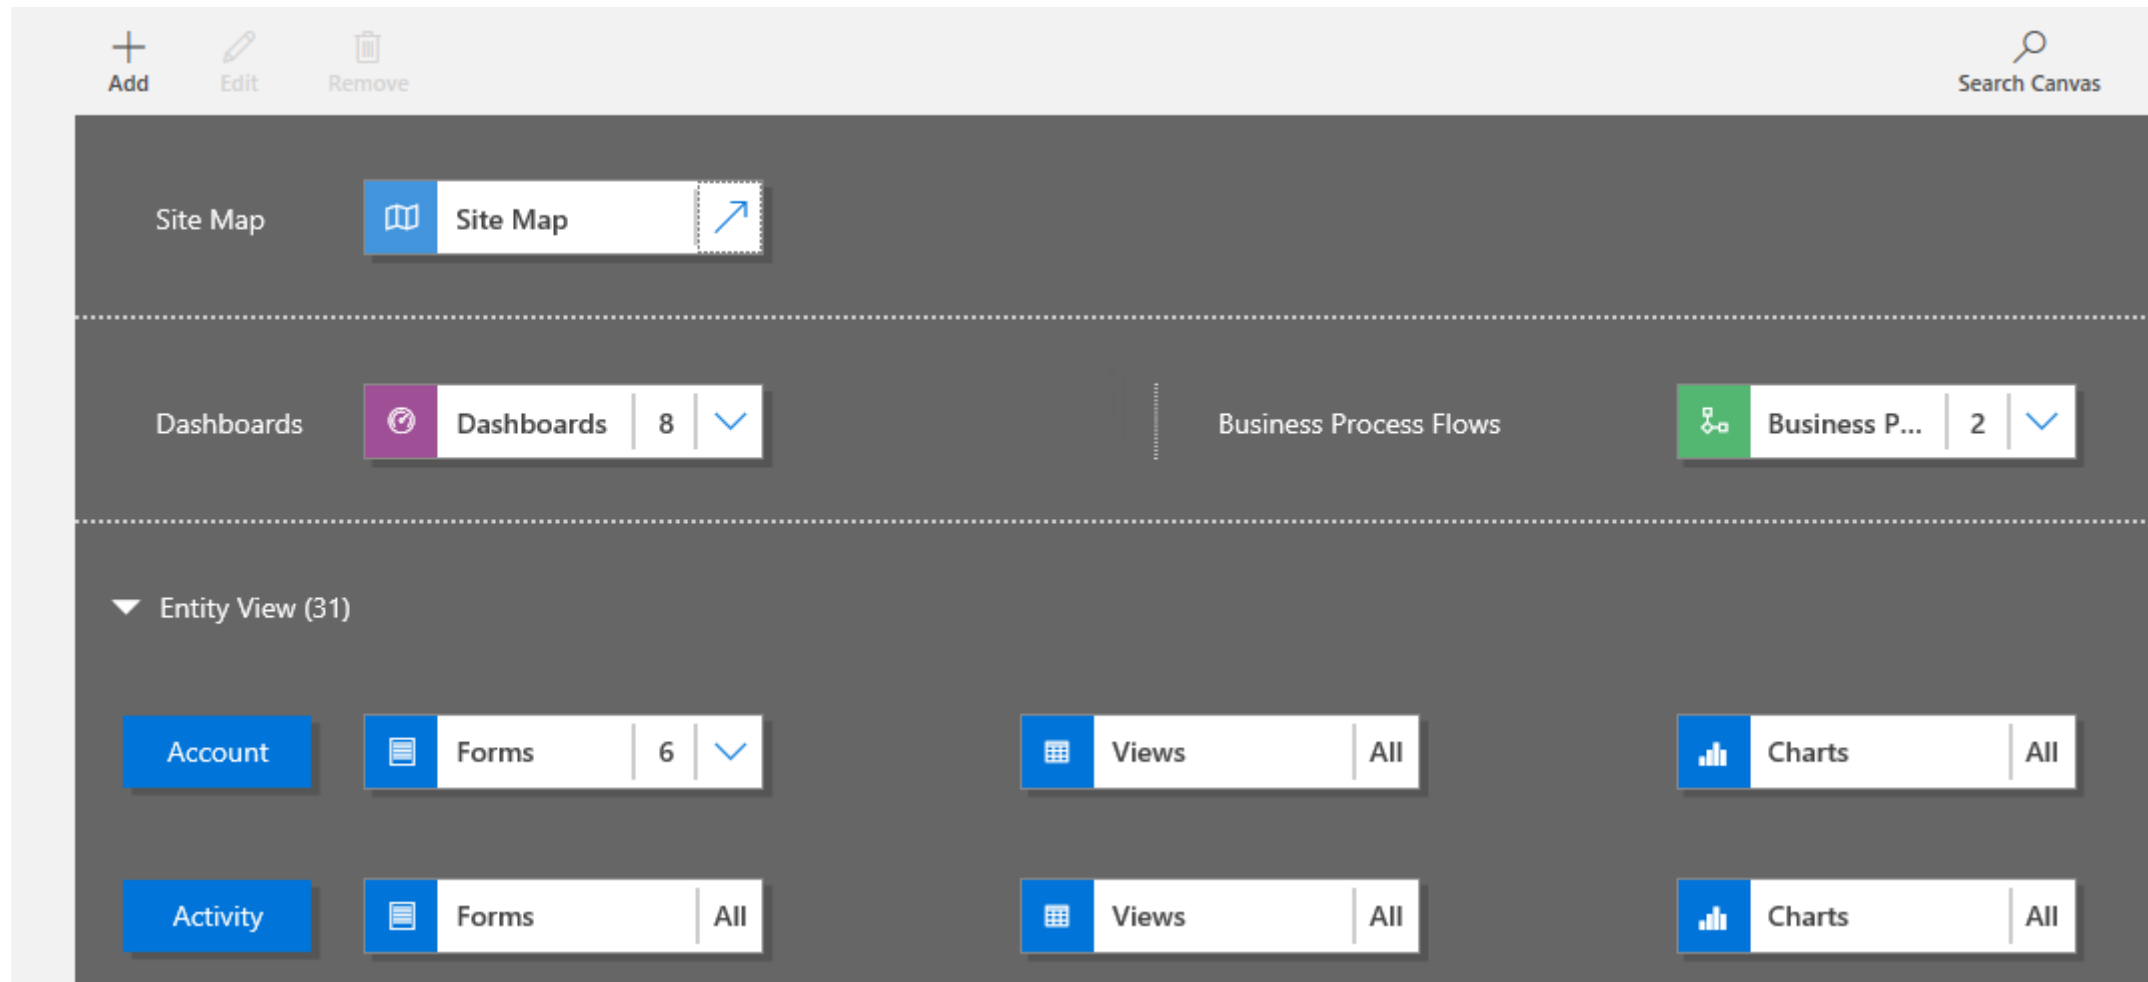 Add Edit Remove Search Canvas
Site Map Site Map
Dashboards Dashboards 8 Business Process Flows Business P... 2
Entity View (31)
Account Forms 6 Views All Charts All
Activity Forms All Views All Charts All